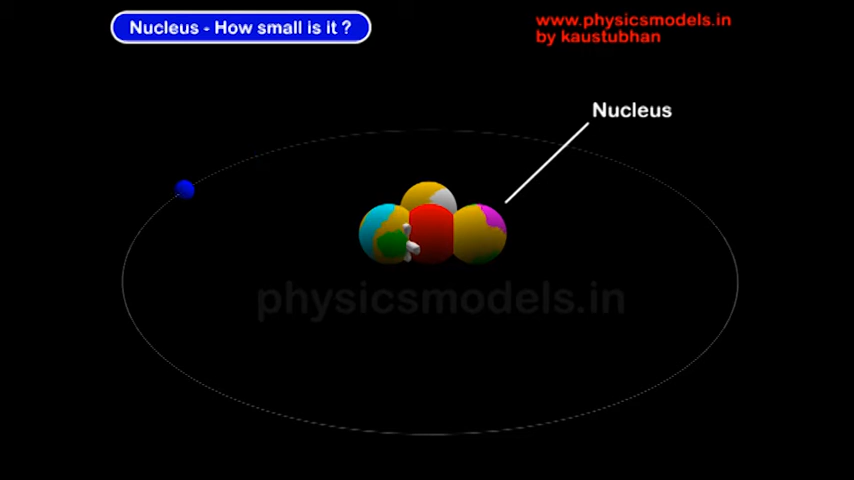 Nucleus - How small is it ?
www.physicsmodels.in
by kaustubhan
Nucleus
physicsmodels.in